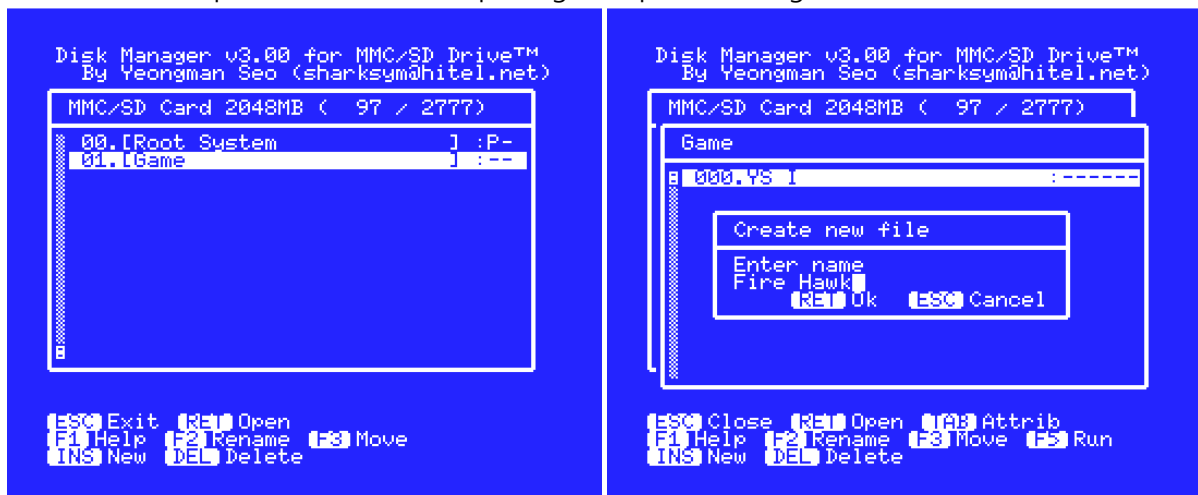 Disk Manager v3.00 for MMC/SD Drive™
By Yeongman Seo (sharksym@hitel.net)
MMC/SD Card 2048MB (  97 / 2777)
00.[Root System ] :P-
01.[Game ] :--
[ESC] Exit [RET] Open
[F1] Help [F2] Rename [F3] Move
[INS] New [DEL] Delete
Disk Manager v3.00 for MMC/SD Drive™
By Yeongman Seo (sharksym@hitel.net)
MMC/SD Card 2048MB (  97 / 2777)
Game
000.YS I :------
Create new file
Enter name
Fire Hawk
[RET] Ok [ESC] Cancel
[ESC] Close [RET] Open [TAB] Attrib
[F1] Help [F2] Rename [F3] Move [F5] Run
[INS] New [DEL] Delete